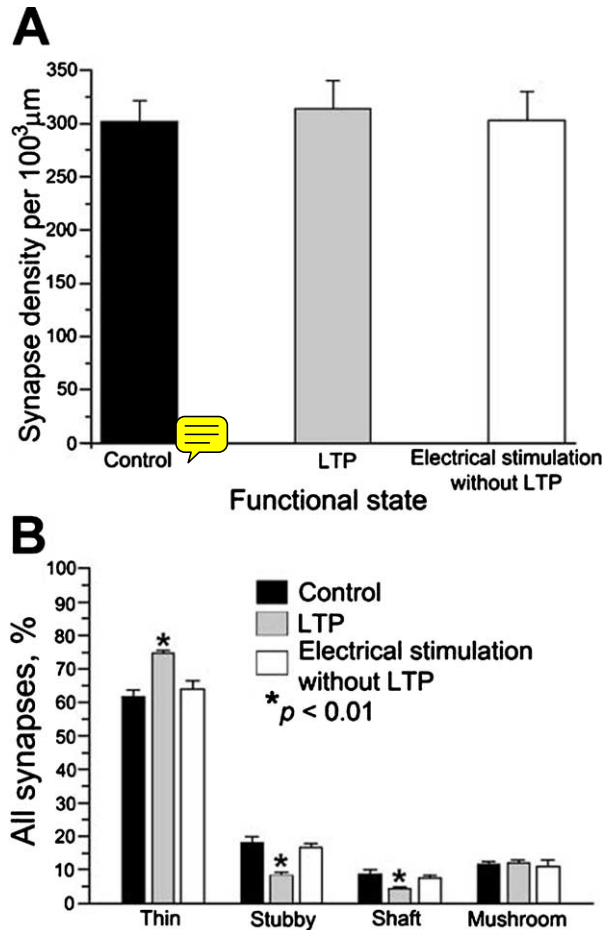 A
Synapse density per 100³μm
350
300
250
200
150
100
50
0
Control
LTP
Electrical stimulation
without LTP
Functional state
B
All synapses, %
100
90
80
70
60
50
40
30
20
10
0
Control
LTP
Electrical stimulation
without LTP
*p < 0.01
*
*
*
Thin
Stubby
Shaft
Mushroom